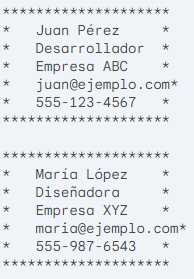 ********************
*   Juan Pérez     *
*   Desarrollador  *
*   Empresa ABC    *
*   juan@ejemplo.com*
*   555-123-4567   *
********************

********************
*   María López    *
*   Diseñadora     *
*   Empresa XYZ    *
*   maria@ejemplo.com*
*   555-987-6543   *
********************